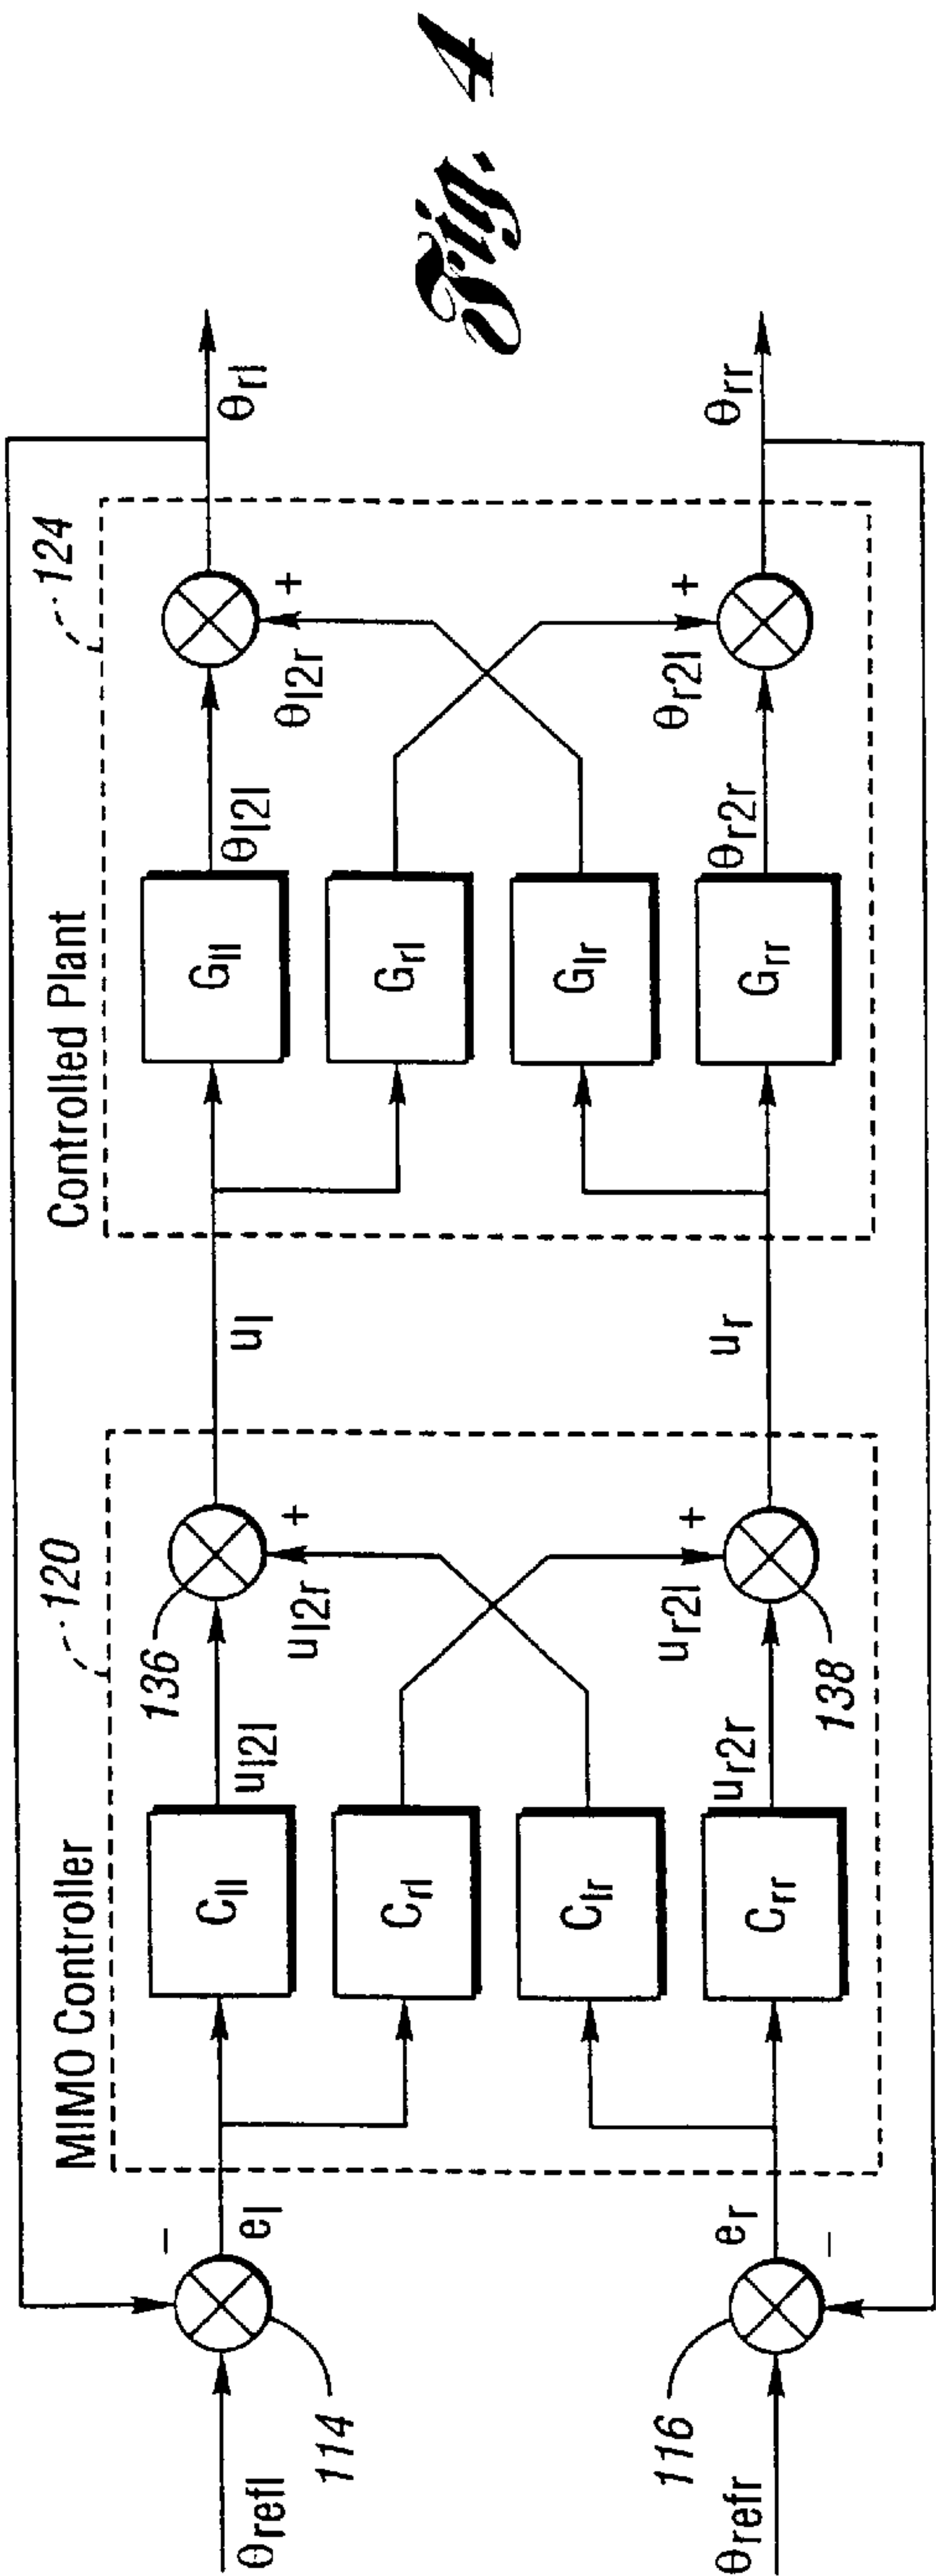 MIMO Controller
120
Controlled Plant
124
θrefl
114
−
el
Cll
ul2l
136
ul2r
+
ul
Gll
θl2l
θl2r
+
θrl
Crl
Grl
Clr
Glr
θrefr
116
−
er
Crr
ur2r
138
ur2l
+
ur
Grr
θr2r
θr2l
+
θrr
Fig. 4